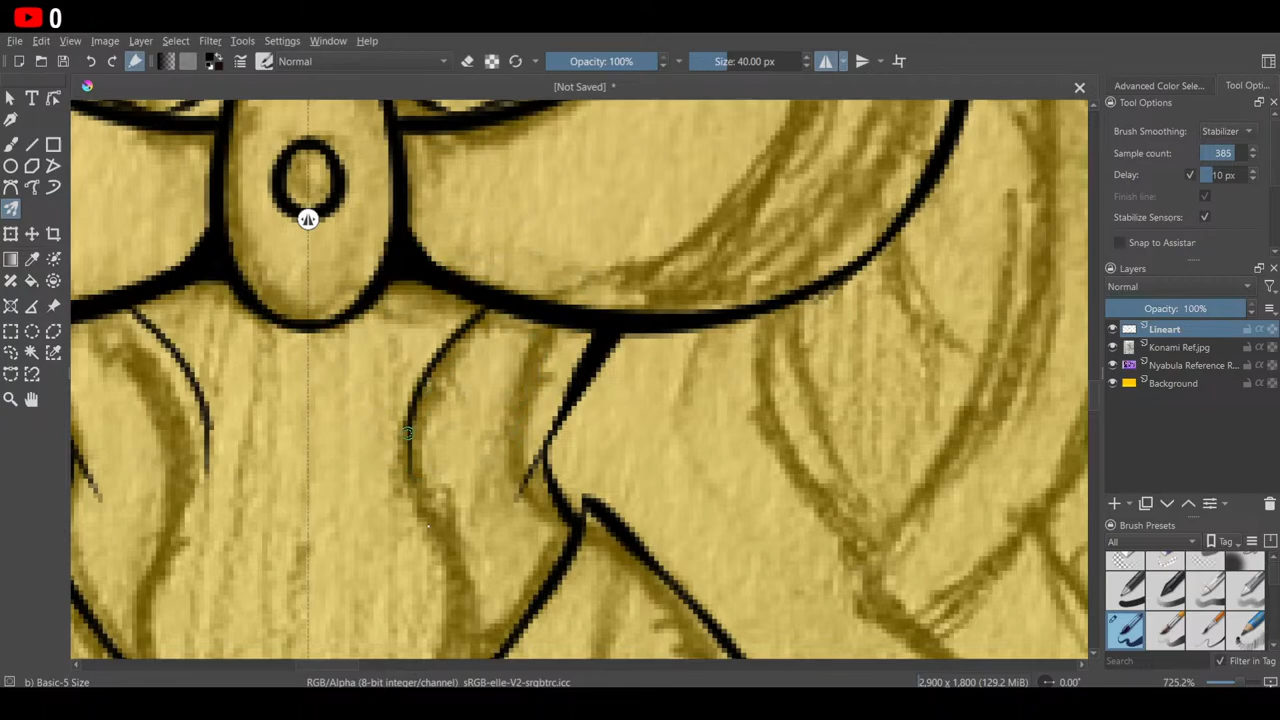 0
File Edit View Image Layer Select Filter Tools Settings Window Help
Normal
Opacity: 100%
Size: 40.00 px
[Not Saved] *
Advanced Color Sele...
Tool Optio...
Tool Options
Brush Smoothing: Stabilizer
Sample count: 385
Delay: 10 px
Finish line:
Stabilize Sensors:
Snap to Assistar
Layers
Normal
Opacity: 100%
Lineart
Konami Ref.jpg
Nyabula Reference R...
Background
Brush Presets
All
Tag
Search
Filter in Tag
b) Basic-5 Size
RGB/Alpha (8-bit integer/channel) sRGB-elle-V2-srgbtrc.icc
2,900 x 1,800 (129.2 MiB)
0.00°
725.2%